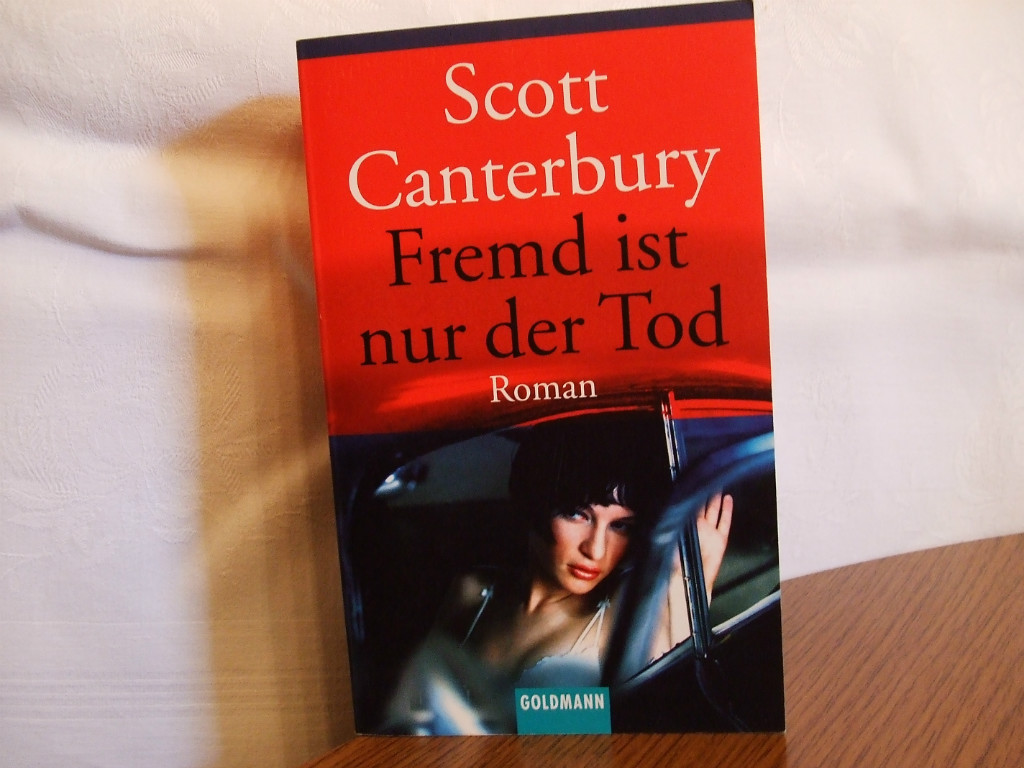 Scott
Canterbury
Fremd ist
nur der Tod
Roman
GOLDMANN